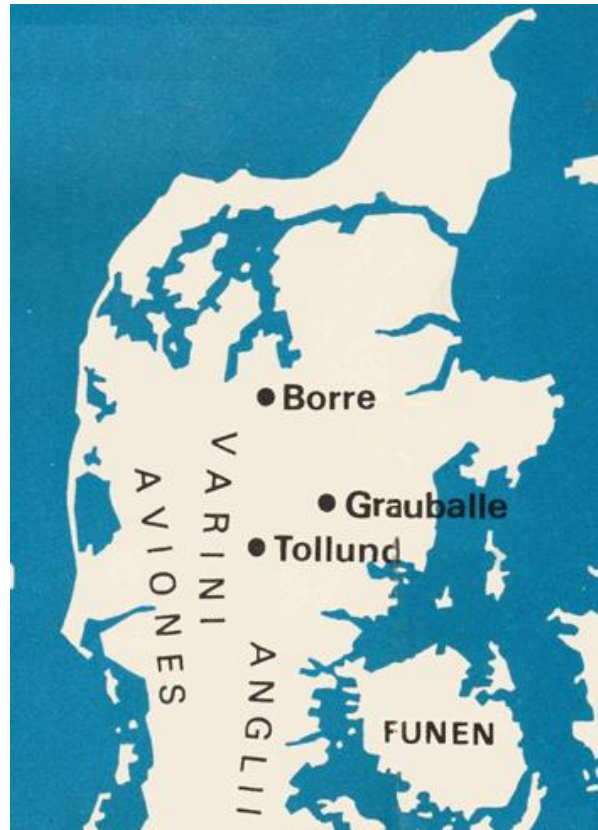 Borre
VARINI
AVIONES
Grauballe
Tollund
ANGLII
FUNEN